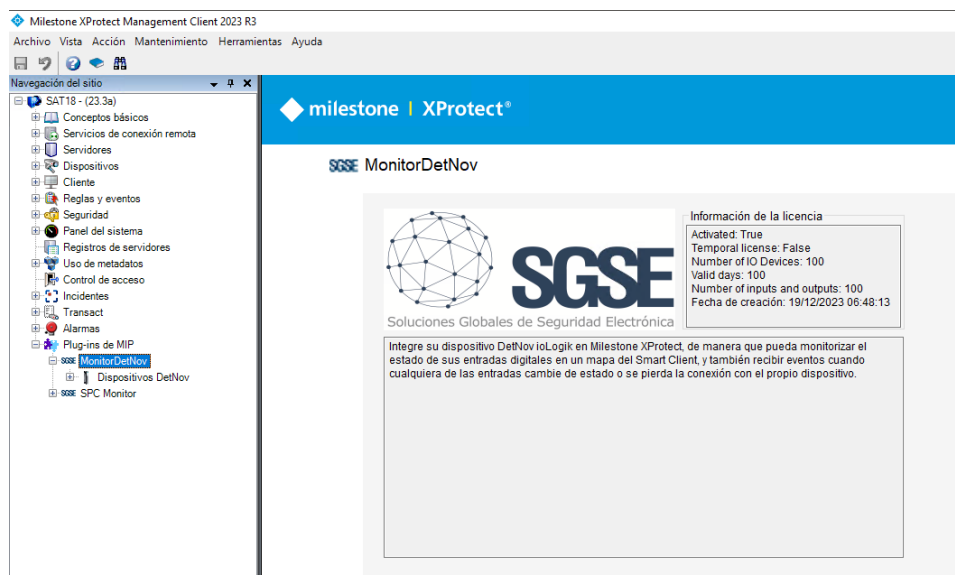 Milestone XProtect Management Client 2023 R3
Archivo Vista Acción Mantenimiento Herramientas Ayuda
Navegación del sitio
SAT18 - (23.3a)
Conceptos básicos
Servicios de conexión remota
Servidores
Dispositivos
Cliente
Reglas y eventos
Seguridad
Panel del sistema
Registros de servidores
Uso de metadatos
Control de acceso
Incidentes
Transact
Alarmas
Plug-ins de MIP
SGSE MonitorDetNov
Dispositivos DetNov
SGSE SPC Monitor
milestone | XProtect®
SGSE MonitorDetNov
SGSE
Soluciones Globales de Seguridad Electrónica
Información de la licencia
Activated: True
Temporal license: False
Number of IO Devices: 100
Valid days: 100
Number of inputs and outputs: 100
Fecha de creación: 19/12/2023 06:48:13
Integre su dispositivo DetNov ioLogik en Milestone XProtect, de manera que pueda monitorizar el
estado de sus entradas digitales en un mapa del Smart Client, y también recibir eventos cuando
cualquiera de las entradas cambie de estado o se pierda la conexión con el propio dispositivo.